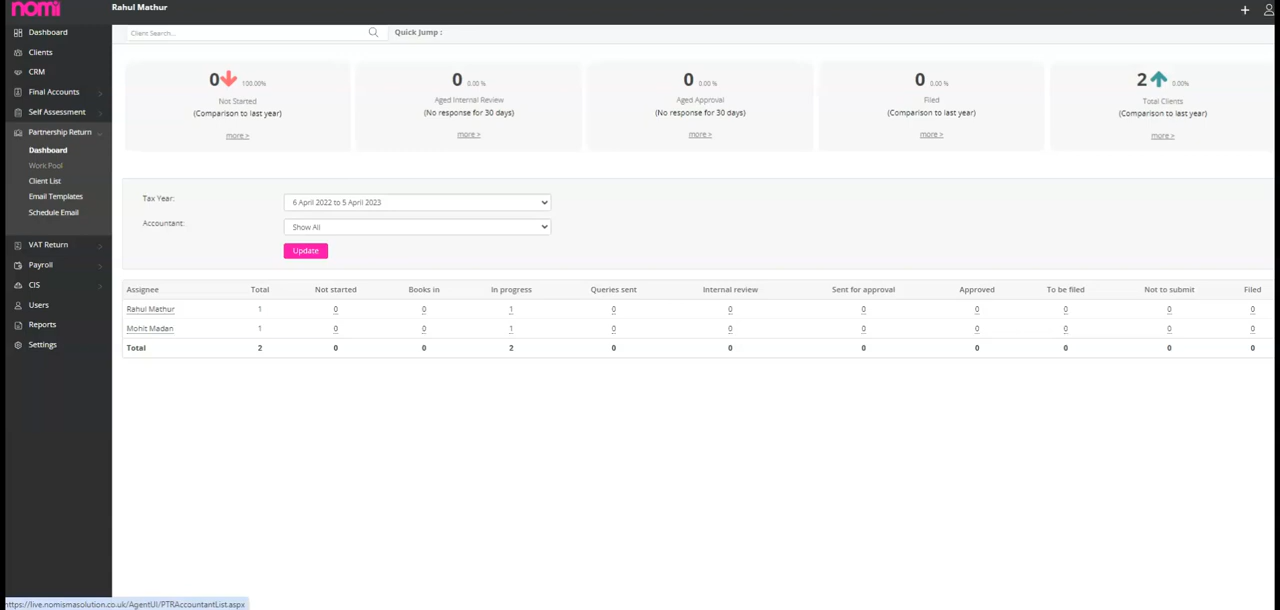 nomi
Rahul Mathur
Dashboard
Clients
CRM
Final Accounts
Self Assessment
Partnership Return
Dashboard
Work Pool
Client List
Email Templates
Schedule Email
VAT Return
Payroll
CIS
Users
Reports
Settings
Client Search...
Quick Jump :
0 100.00%
Not Started
(Comparison to last year)
more >
0 0.00 %
Aged Internal Review
(No response for 30 days)
more >
0 0.00 %
Aged Approval
(No response for 30 days)
more >
0 0.00 %
Filed
(Comparison to last year)
more >
2 0.00%
Total Clients
(Comparison to last year)
more >
Tax Year: 6 April 2022 to 5 April 2023
Accountant: Show All
Update
Assignee Total Not started Books in In progress Queries sent Internal review Sent for approval Approved To be filed Not to submit Filed
Rahul Mathur 1 0 0 1 0 0 0 0 0 0 0
Mohit Madan 1 0 0 1 0 0 0 0 0 0 0
Total 2 0 0 2 0 0 0 0 0 0 0
https://live.nomismasolution.co.uk/AgentUI/PTRAccountantList.aspx